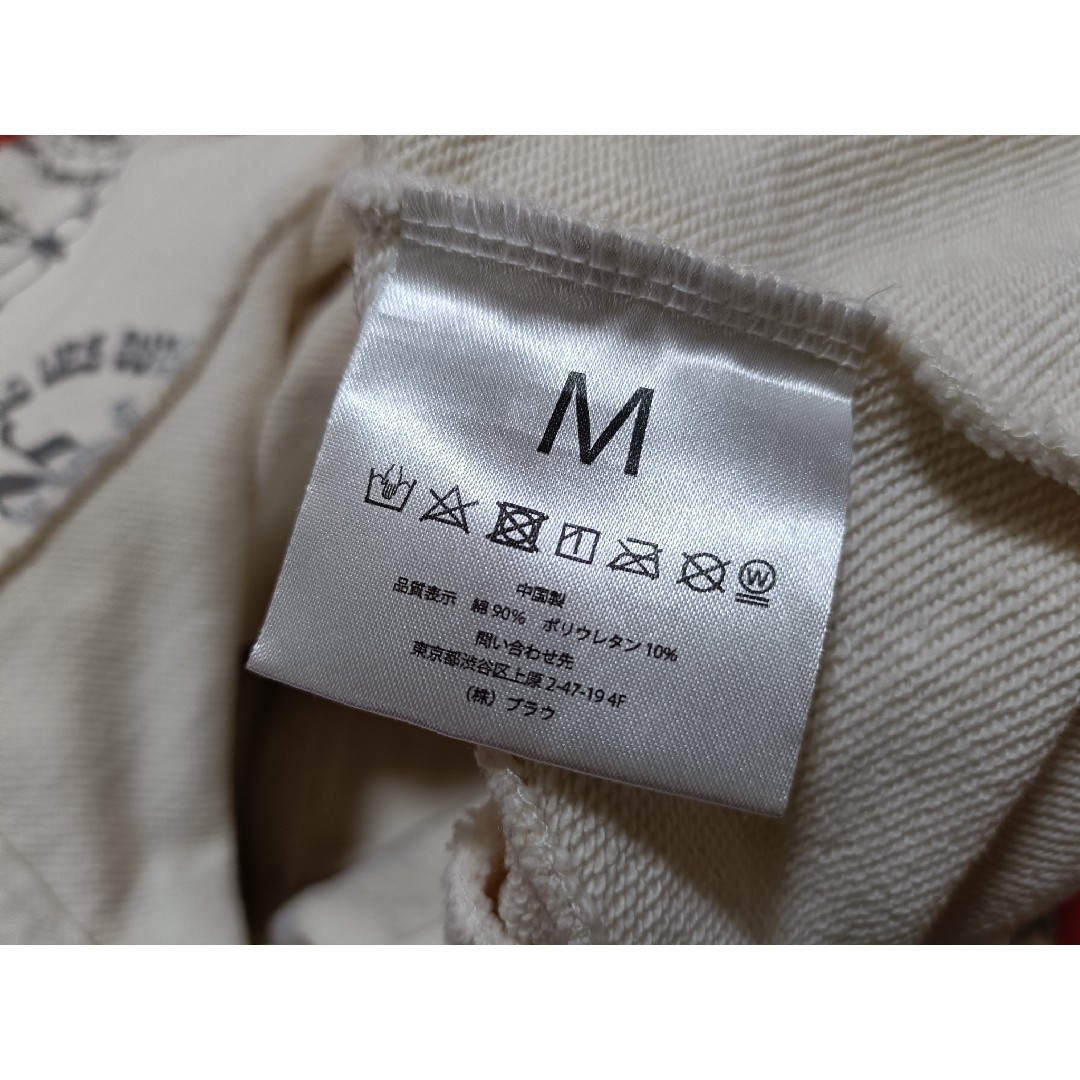 M
W
中国製
品質表示 綿 90% ポリウレタン 10%
問い合わせ先
東京都渋谷区上原 2-47-19 4F
(株) ブラウ